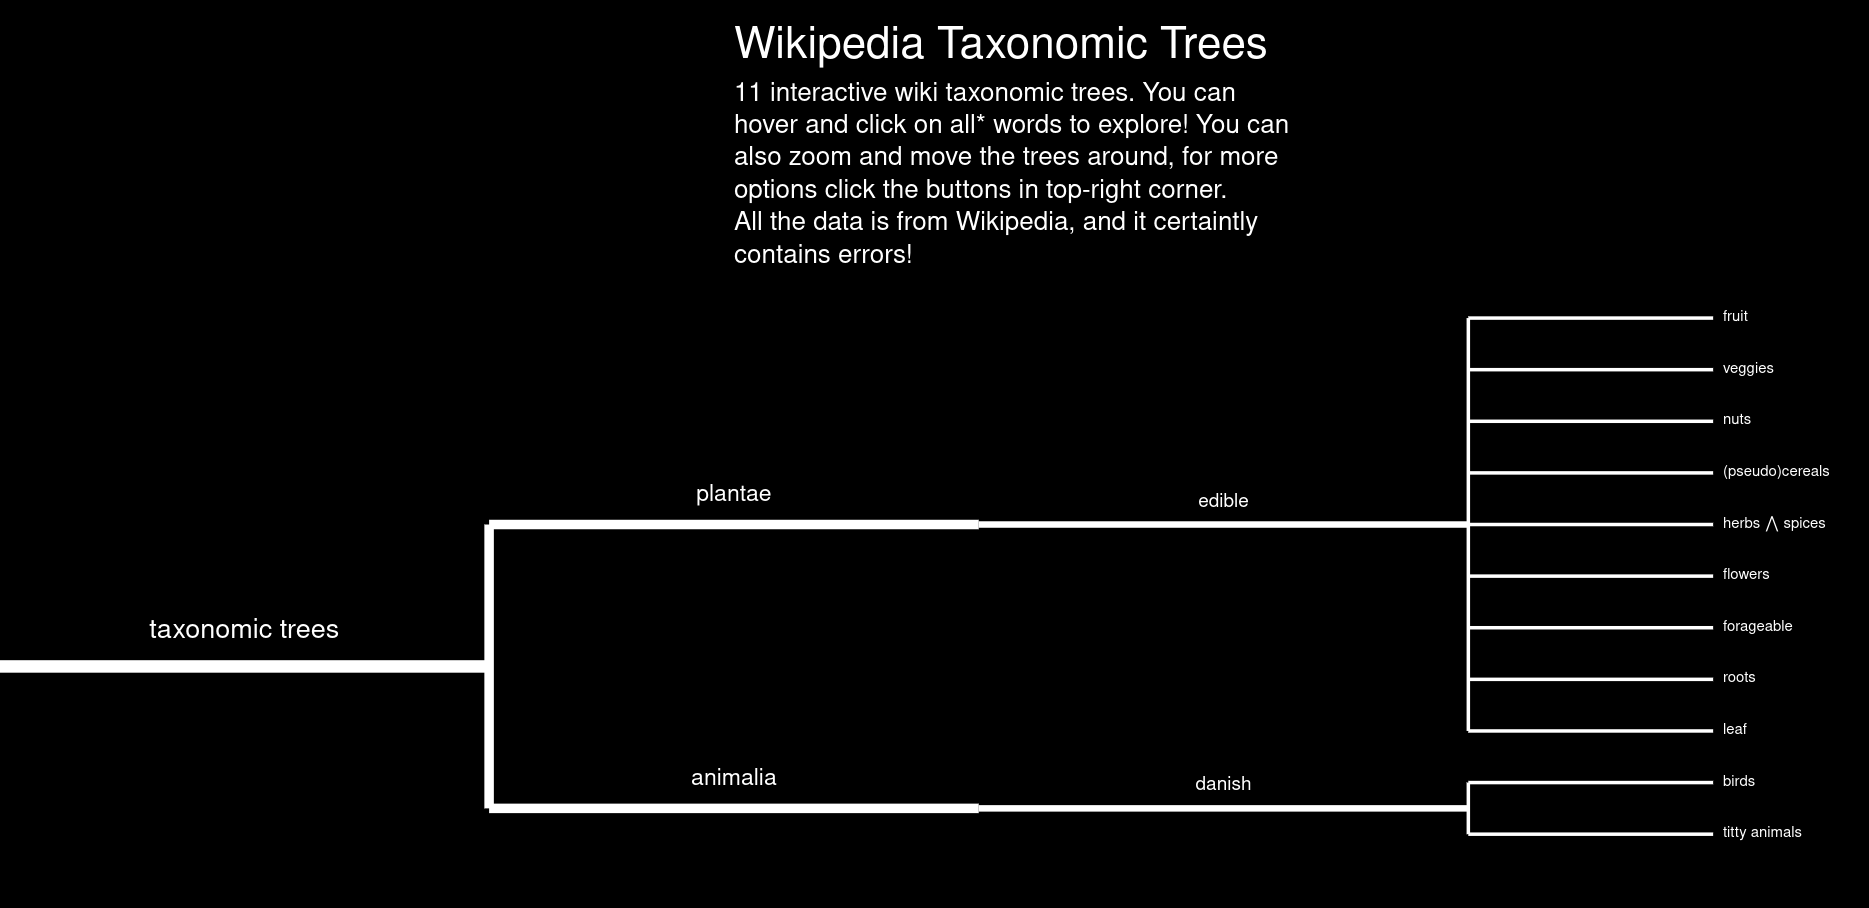 Wikipedia Taxonomic Trees
11 interactive wiki taxonomic trees. You can
hover and click on all* words to explore! You can
also zoom and move the trees around, for more
options click the buttons in top-right corner.
All the data is from Wikipedia, and it certaintly
contains errors!
fruit
veggies
nuts
(pseudo)cereals
plantae
edible
herbs ⋀ spices
flowers
taxonomic trees
forageable
roots
leaf
animalia
danish
birds
titty animals